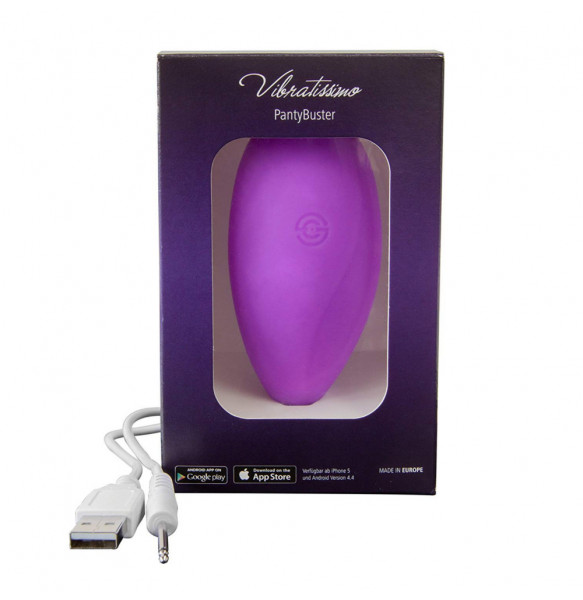 Vibratissimo
PantyBuster
ANDROID APP ON
Google play
Download on the
App Store
Verfügbar ab iPhone 5
und Android Version 4.4
MADE IN EUROPE